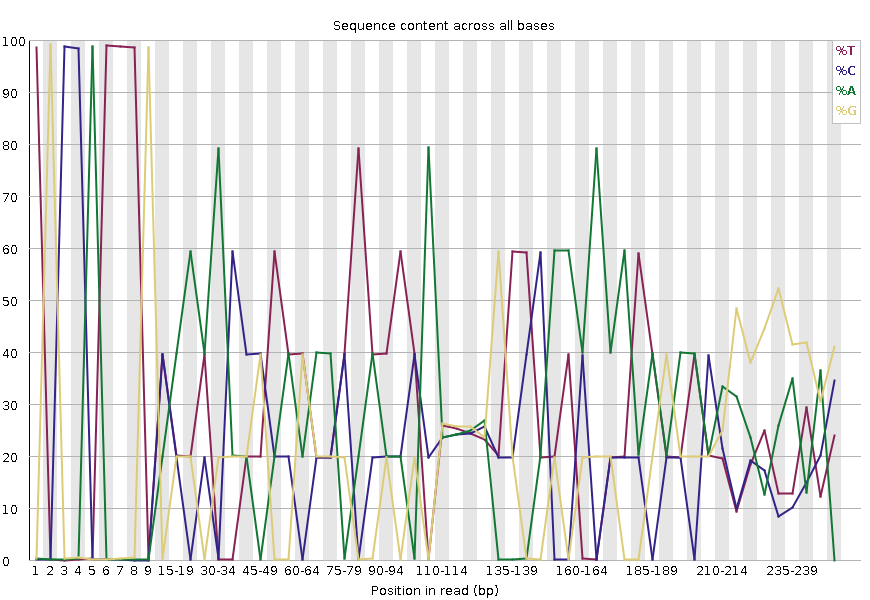 Sequence content across all bases
100
90
80
70
60
50
40
30
20
10
0
%T
%C
%A
%G
1 2 3 4 5 6 7 8 9 15-19 30-34 45-49 60-64 75-79 90-94 110-114 135-139 160-164 185-189 210-214 235-239
Position in read (bp)